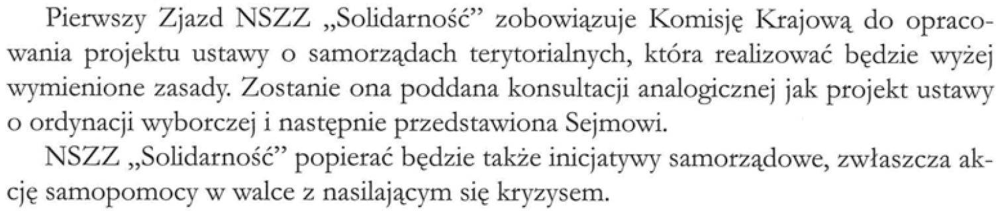 Pierwszy Zjazd NSZZ „Solidarność” zobowiązuje Komisję Krajową do opraco-
wania projektu ustawy o samorządach terytorialnych, która realizować będzie wyżej
wymienione zasady. Zostanie ona poddana konsultacji analogicznej jak projekt ustawy
o ordynacji wyborczej i następnie przedstawiona Sejmowi.
NSZZ „Solidarność” popierać będzie także inicjatywy samorządowe, zwłaszcza ak-
cję samopomocy w walce z nasilającym się kryzysem.